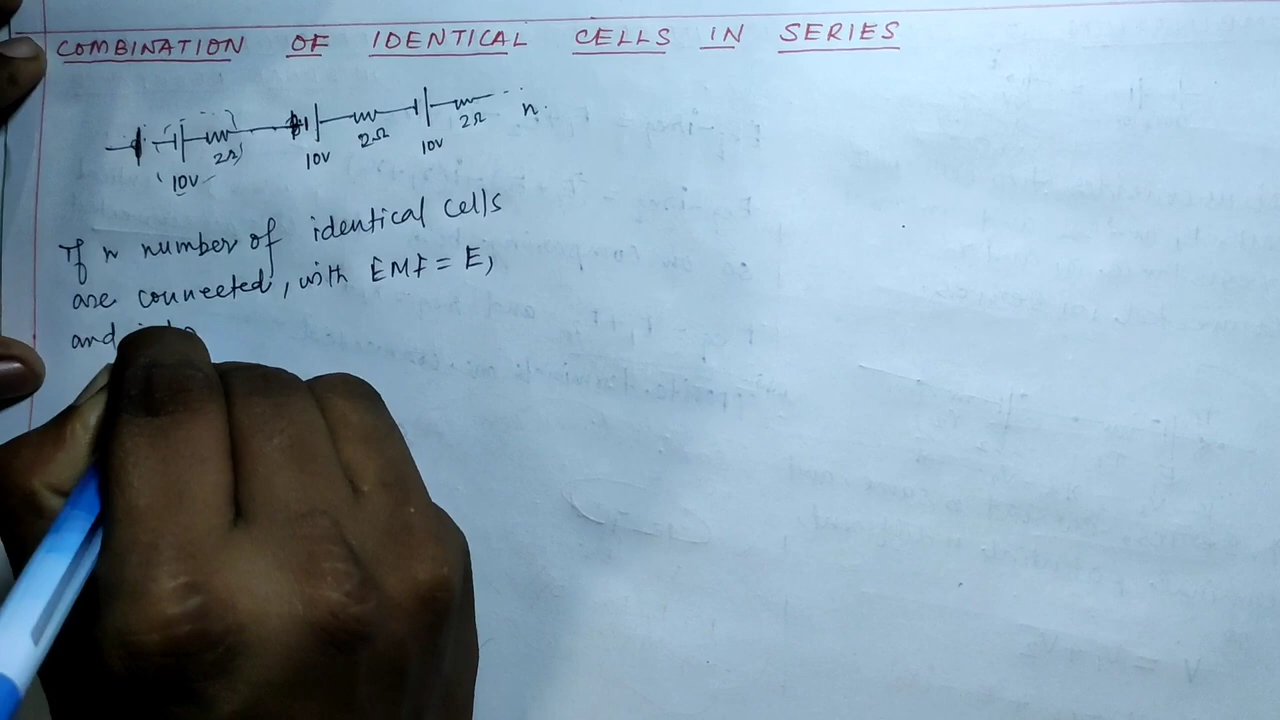 COMBINATION OF IDENTICAL CELLS IN SERIES
2Ω 2Ω 2Ω n.
10V 10V 10V
If n number of identical cells
are connected, with EMF = E,
and